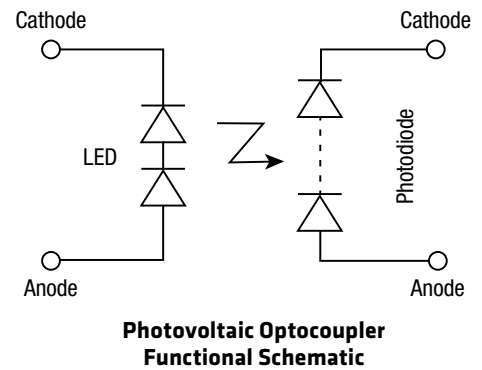 Cathode
Cathode
LED
Photodiode
Anode
Anode
Photovoltaic Optocoupler
Functional Schematic